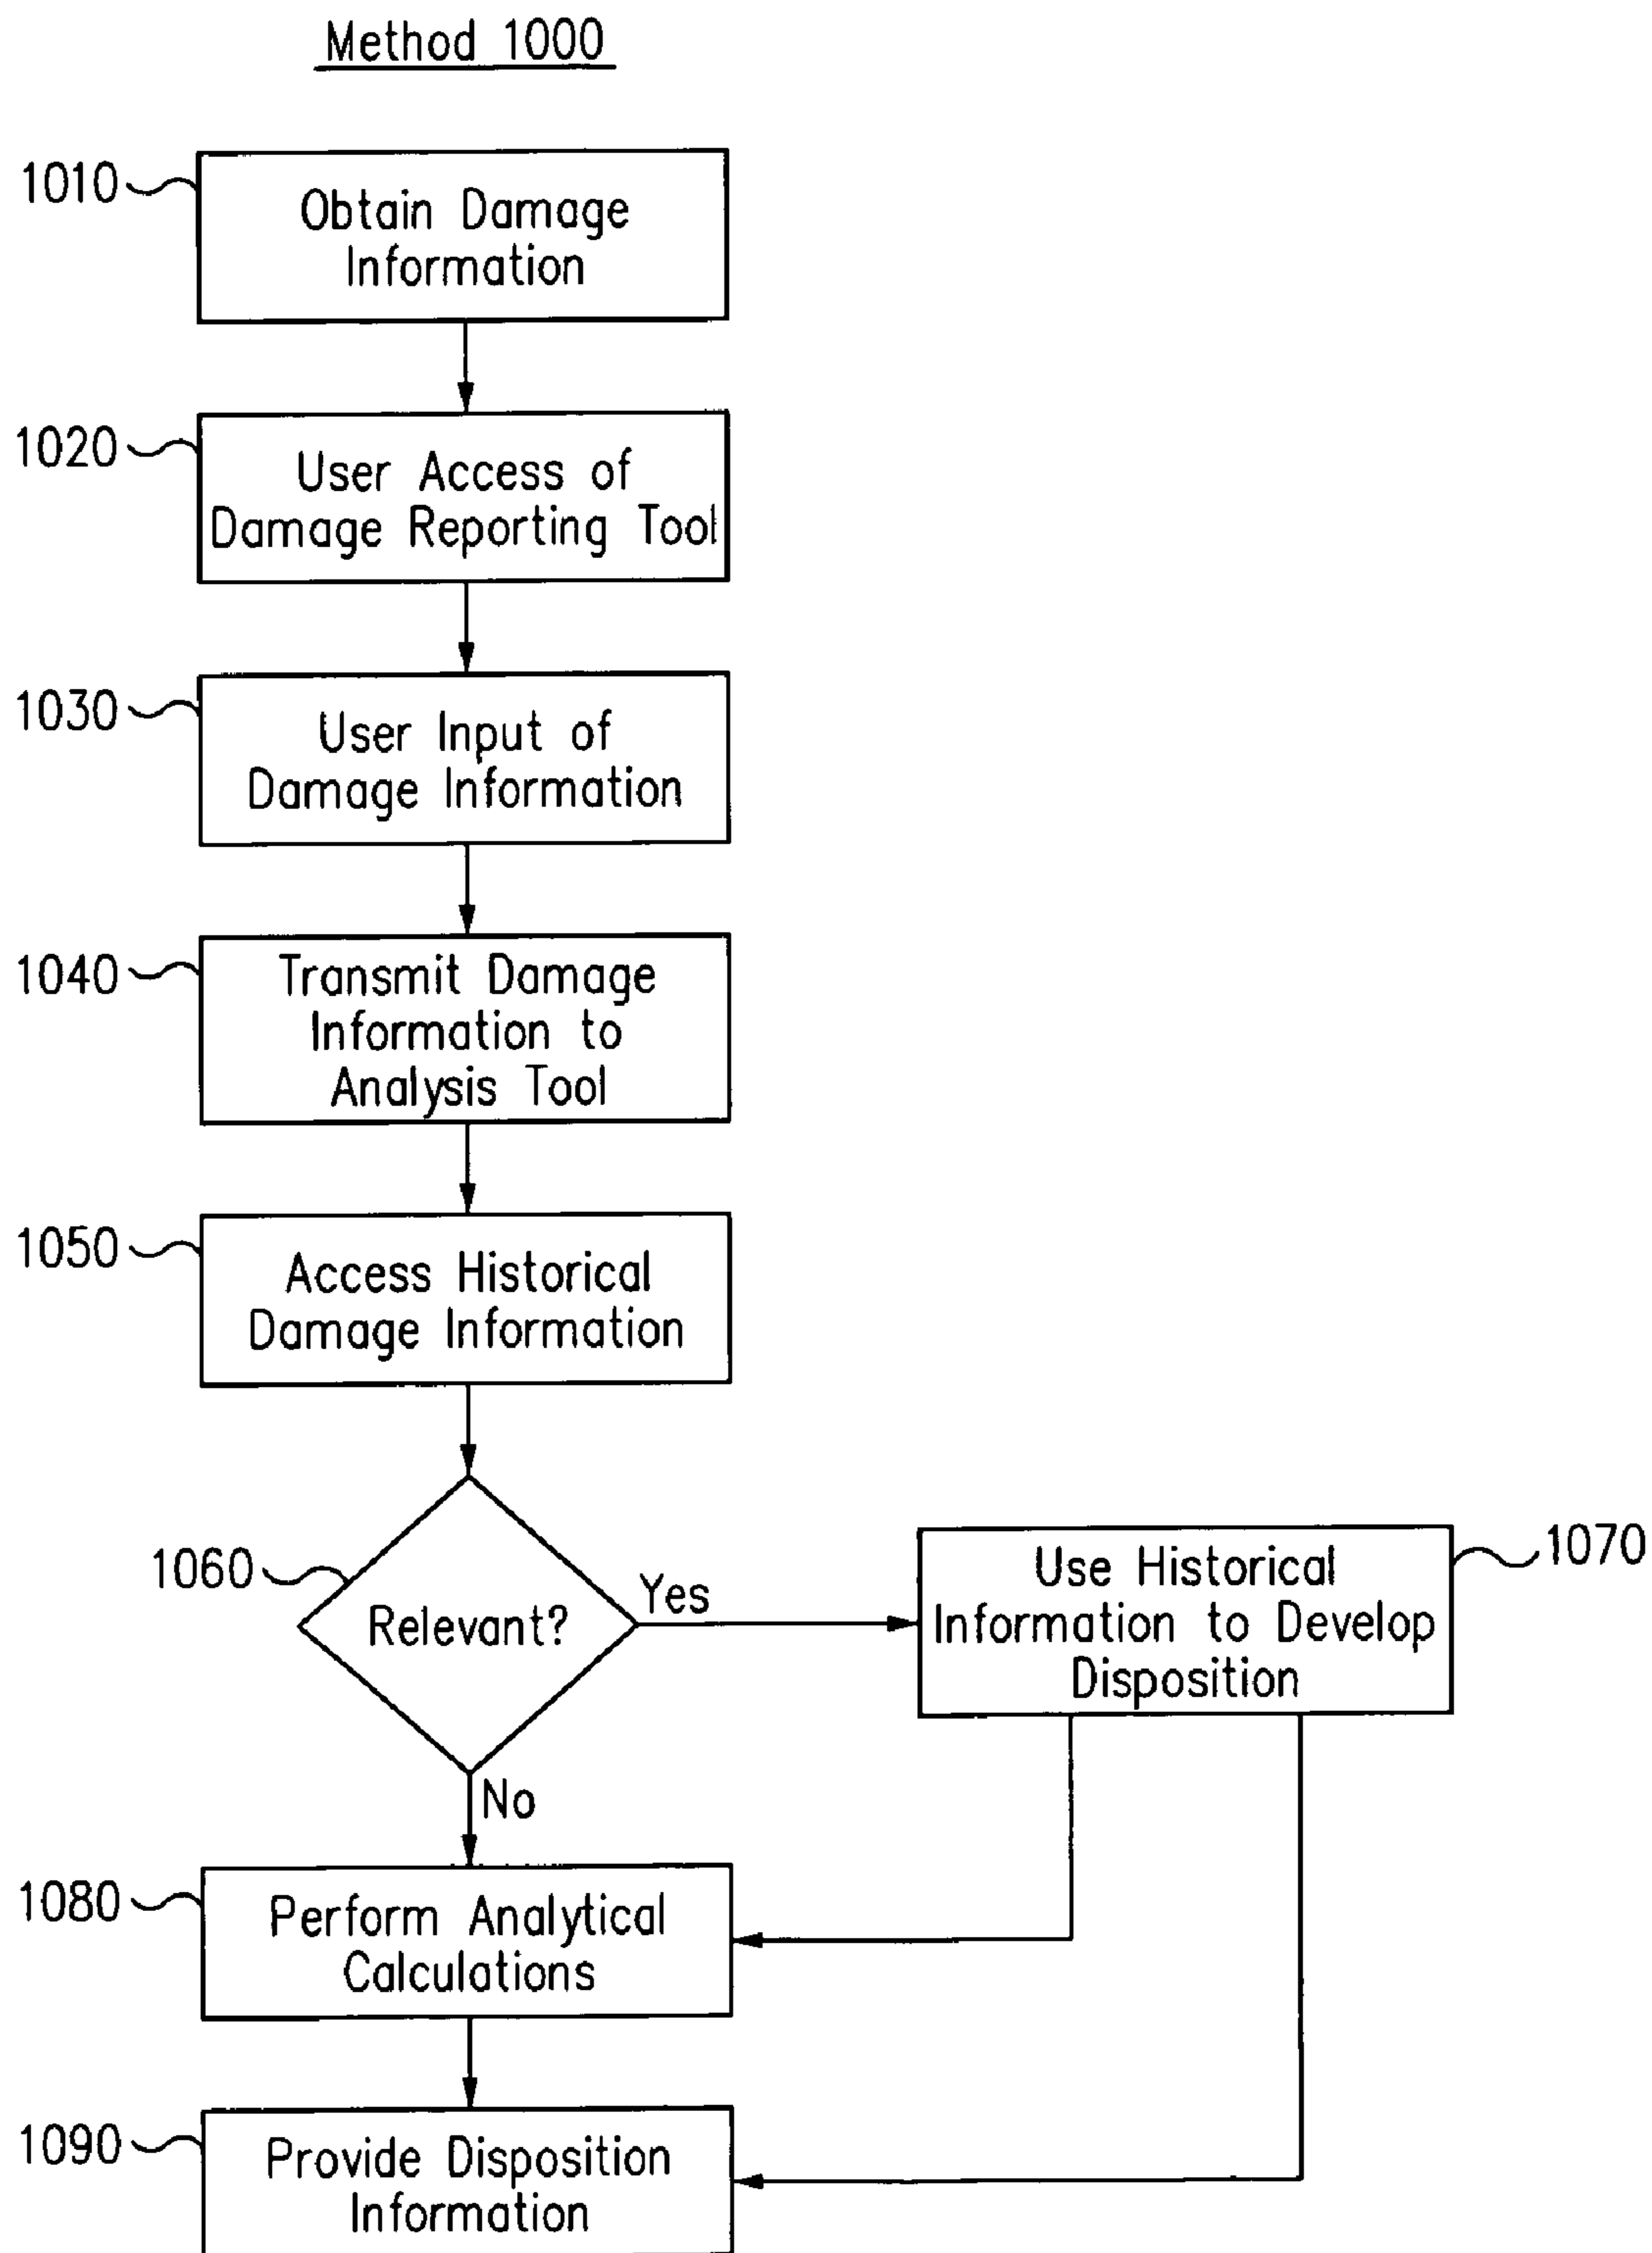 Method 1000
1010
Obtain Damage
Information
1020
User Access of
Damage Reporting Tool
1030
User Input of
Damage Information
1040
Transmit Damage
Information to
Analysis Tool
1050
Access Historical
Damage Information
1060
Relevant?
Yes
1070
Use Historical
Information to Develop
Disposition
No
1080
Perform Analytical
Calculations
1090
Provide Disposition
Information